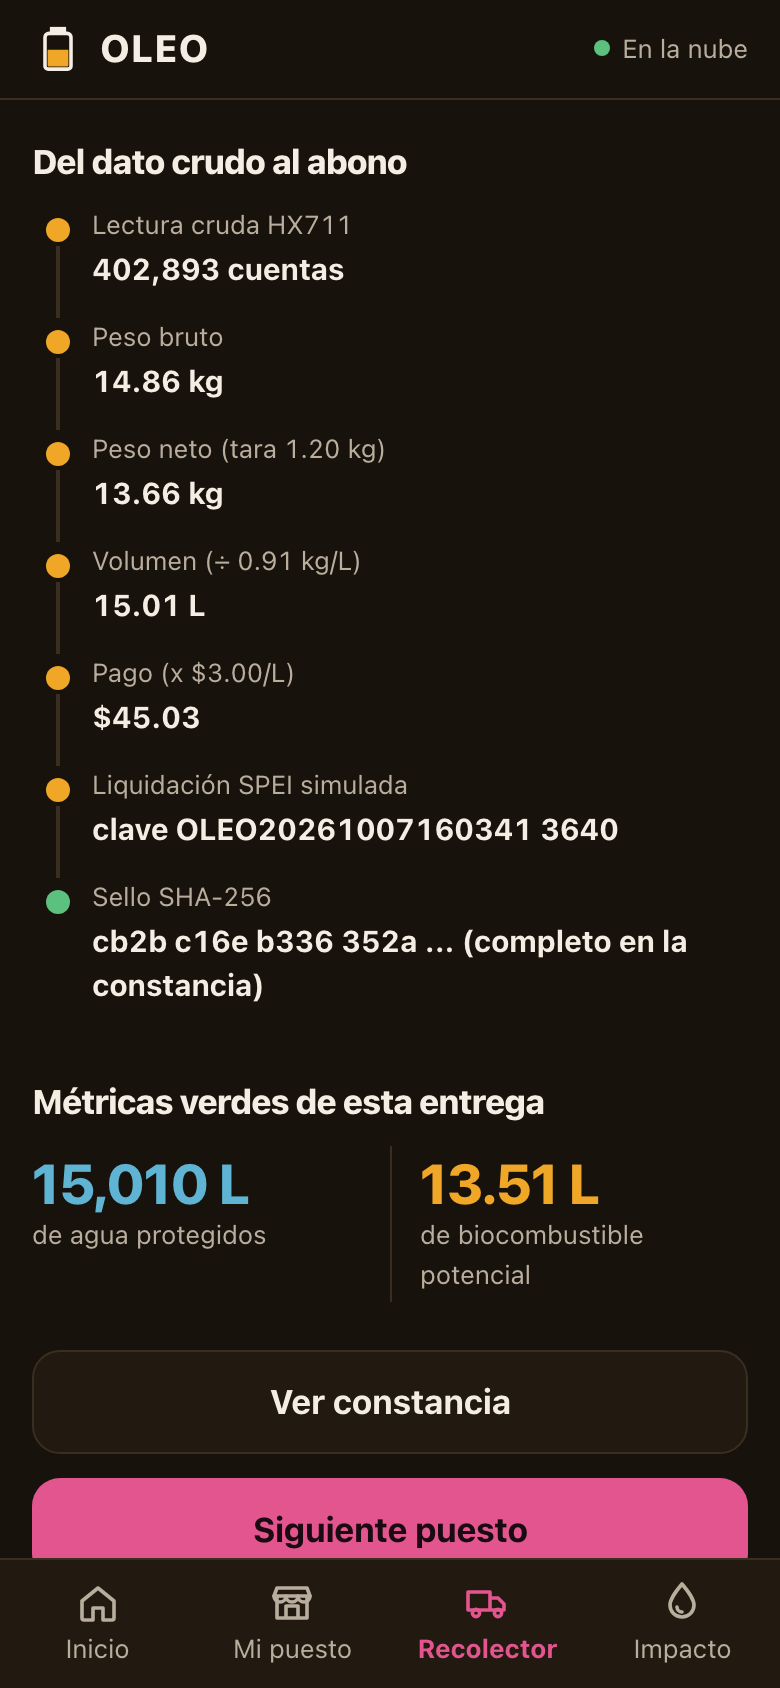 OLEO
En la nube
Del dato crudo al abono
Lectura cruda HX711
402,893 cuentas
Peso bruto
14.86 kg
Peso neto (tara 1.20 kg)
13.66 kg
Volumen (÷ 0.91 kg/L)
15.01 L
Pago (x $3.00/L)
$45.03
Liquidación SPEI simulada
clave OLEO20261007160341 3640
Sello SHA-256
cb2b c16e b336 352a ... (completo en la
constancia)
Métricas verdes de esta entrega
15,010 L
de agua protegidos
13.51 L
de biocombustible
potencial
Ver constancia
Siguiente puesto
Inicio
Mi puesto
Recolector
Impacto